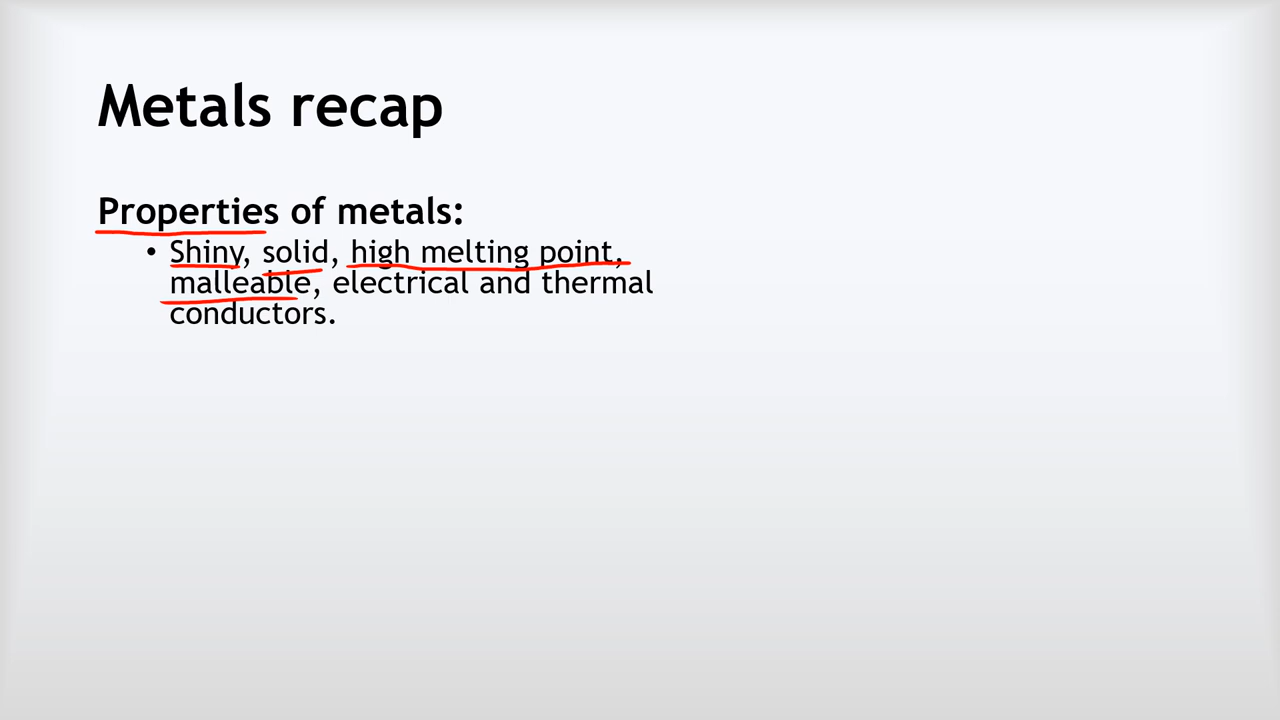 Metals recap
Properties of metals:
• Shiny, solid, high melting point,
malleable, electrical and thermal
conductors.